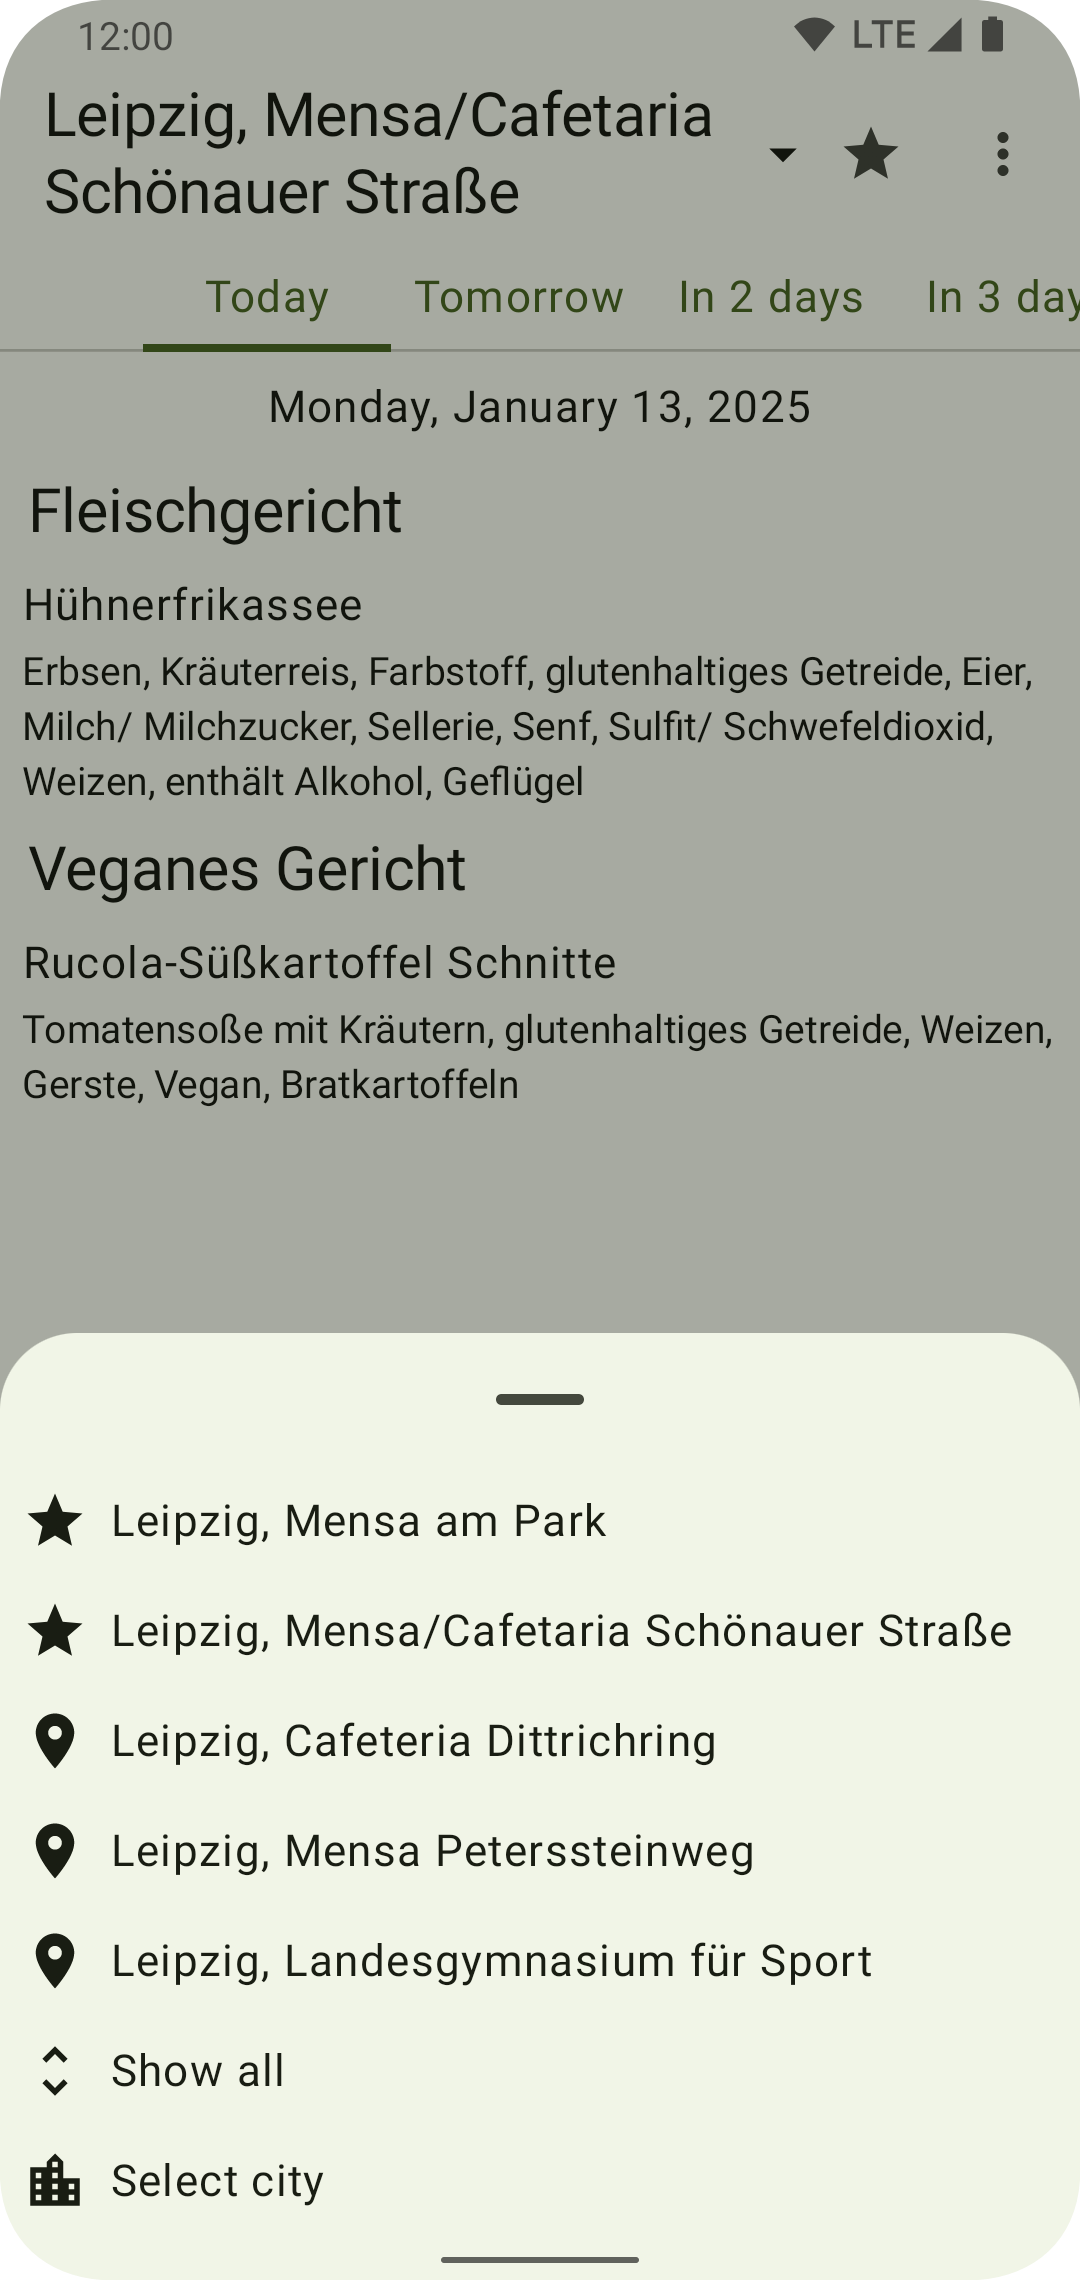 12:00
LTE
Leipzig, Mensa/Cafetaria
Schönauer Straße
Today Tomorrow In 2 days In 3 day
Monday, January 13, 2025
Fleischgericht
Hühnerfrikassee
Erbsen, Kräuterreis, Farbstoff, glutenhaltiges Getreide, Eier,
Milch/ Milchzucker, Sellerie, Senf, Sulfit/ Schwefeldioxid,
Weizen, enthält Alkohol, Geflügel
Veganes Gericht
Rucola-Süßkartoffel Schnitte
Tomatensoße mit Kräutern, glutenhaltiges Getreide, Weizen,
Gerste, Vegan, Bratkartoffeln
Leipzig, Mensa am Park
Leipzig, Mensa/Cafetaria Schönauer Straße
Leipzig, Cafeteria Dittrichring
Leipzig, Mensa Peterssteinweg
Leipzig, Landesgymnasium für Sport
Show all
Select city